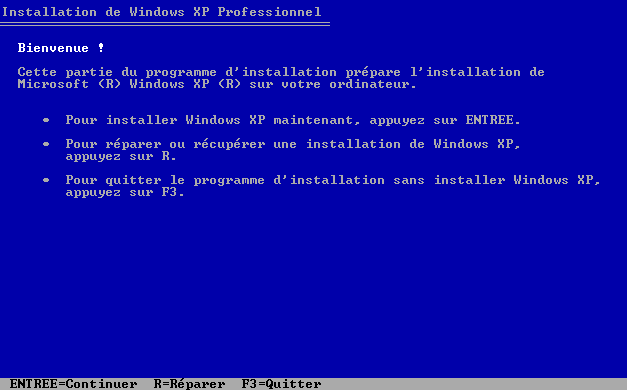 Installation de Windows XP Professionnel
Bienvenue !
Cette partie du programme d'installation prépare l'installation de
Microsoft (R) Windows XP (R) sur votre ordinateur.
• Pour installer Windows XP maintenant, appuyez sur ENTREE.
• Pour réparer ou récupérer une installation de Windows XP,
appuyez sur R.
• Pour quitter le programme d'installation sans installer Windows XP,
appuyez sur F3.
ENTREE=Continuer R=Réparer F3=Quitter